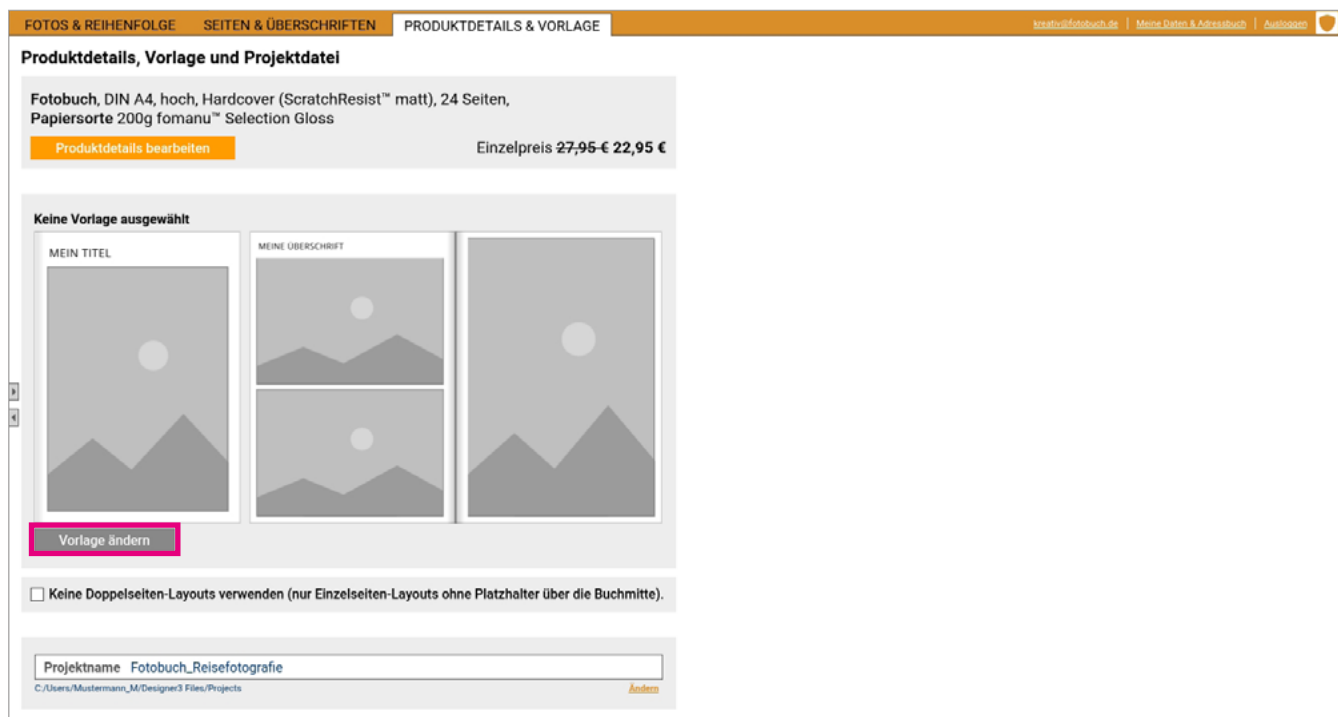 FOTOS & REIHENFOLGE SEITEN & ÜBERSCHRIFTEN PRODUKTDETAILS & VORLAGE kreativ@fotobuch.de | Meine Daten & Adressbuch | Ausloggen
Produktdetails, Vorlage und Projektdatei
Fotobuch, DIN A4, hoch, Hardcover (ScratchResist™ matt), 24 Seiten,
Papiersorte 200g fomanu™ Selection Gloss
Produktdetails bearbeiten Einzelpreis 27,95 € 22,95 €
Keine Vorlage ausgewählt
MEIN TITEL MEINE ÜBERSCHRIFT
Vorlage ändern
Keine Doppelseiten-Layouts verwenden (nur Einzelseiten-Layouts ohne Platzhalter über die Buchmitte).
Projektname Fotobuch_Reisefotografie
C:/Users/Mustermann_M/Designer3 Files/Projects Ändern